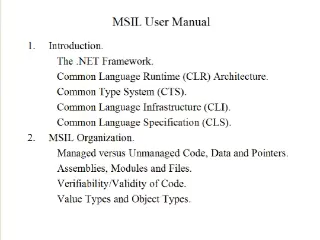 MSIL User Manual
1. Introduction.
The .NET Framework.
Common Language Runtime (CLR) Architecture.
Common Type System (CTS).
Common Language Infrastructure (CLI).
Common Language Specification (CLS).
2. MSIL Organization.
Managed versus Unmanaged Code, Data and Pointers.
Assemblies, Modules and Files.
Verifiability/Validity of Code.
Value Types and Object Types.